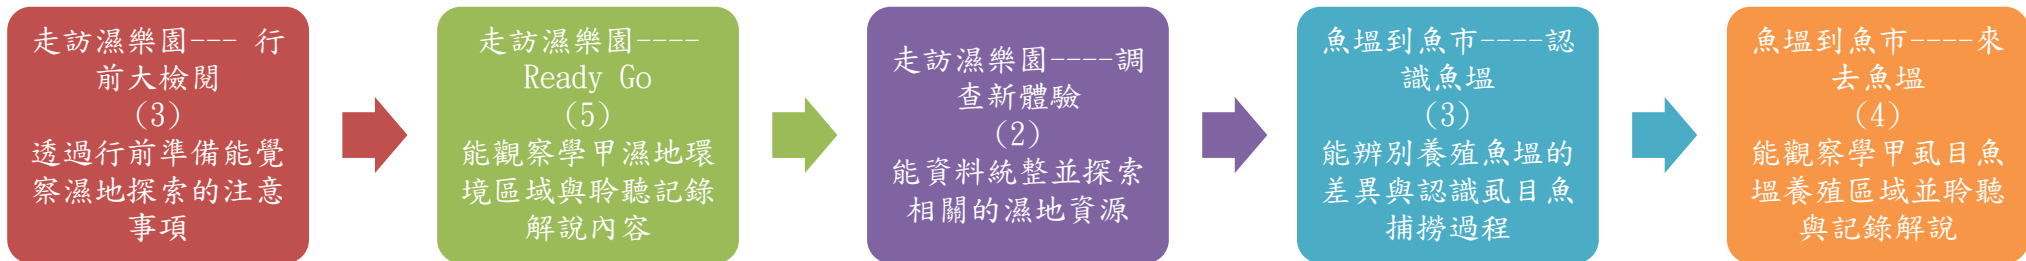 走訪濕樂園--- 行
前大檢閱
(3)
透過行前準備能覺
察濕地探索的注意
事項
走訪濕樂園----
Ready Go
(5)
能觀察學甲濕地環
境區域與聆聽記錄
解說內容
走訪濕樂園----調
查新體驗
(2)
能資料統整並探索
相關的濕地資源
魚塭到魚市----認
識魚塭
(3)
能辨別養殖魚塭的
差異與認識虱目魚
捕撈過程
魚塭到魚市----來
去魚塭
(4)
能觀察學甲虱目魚
塭養殖區域並聆聽
與記錄解說